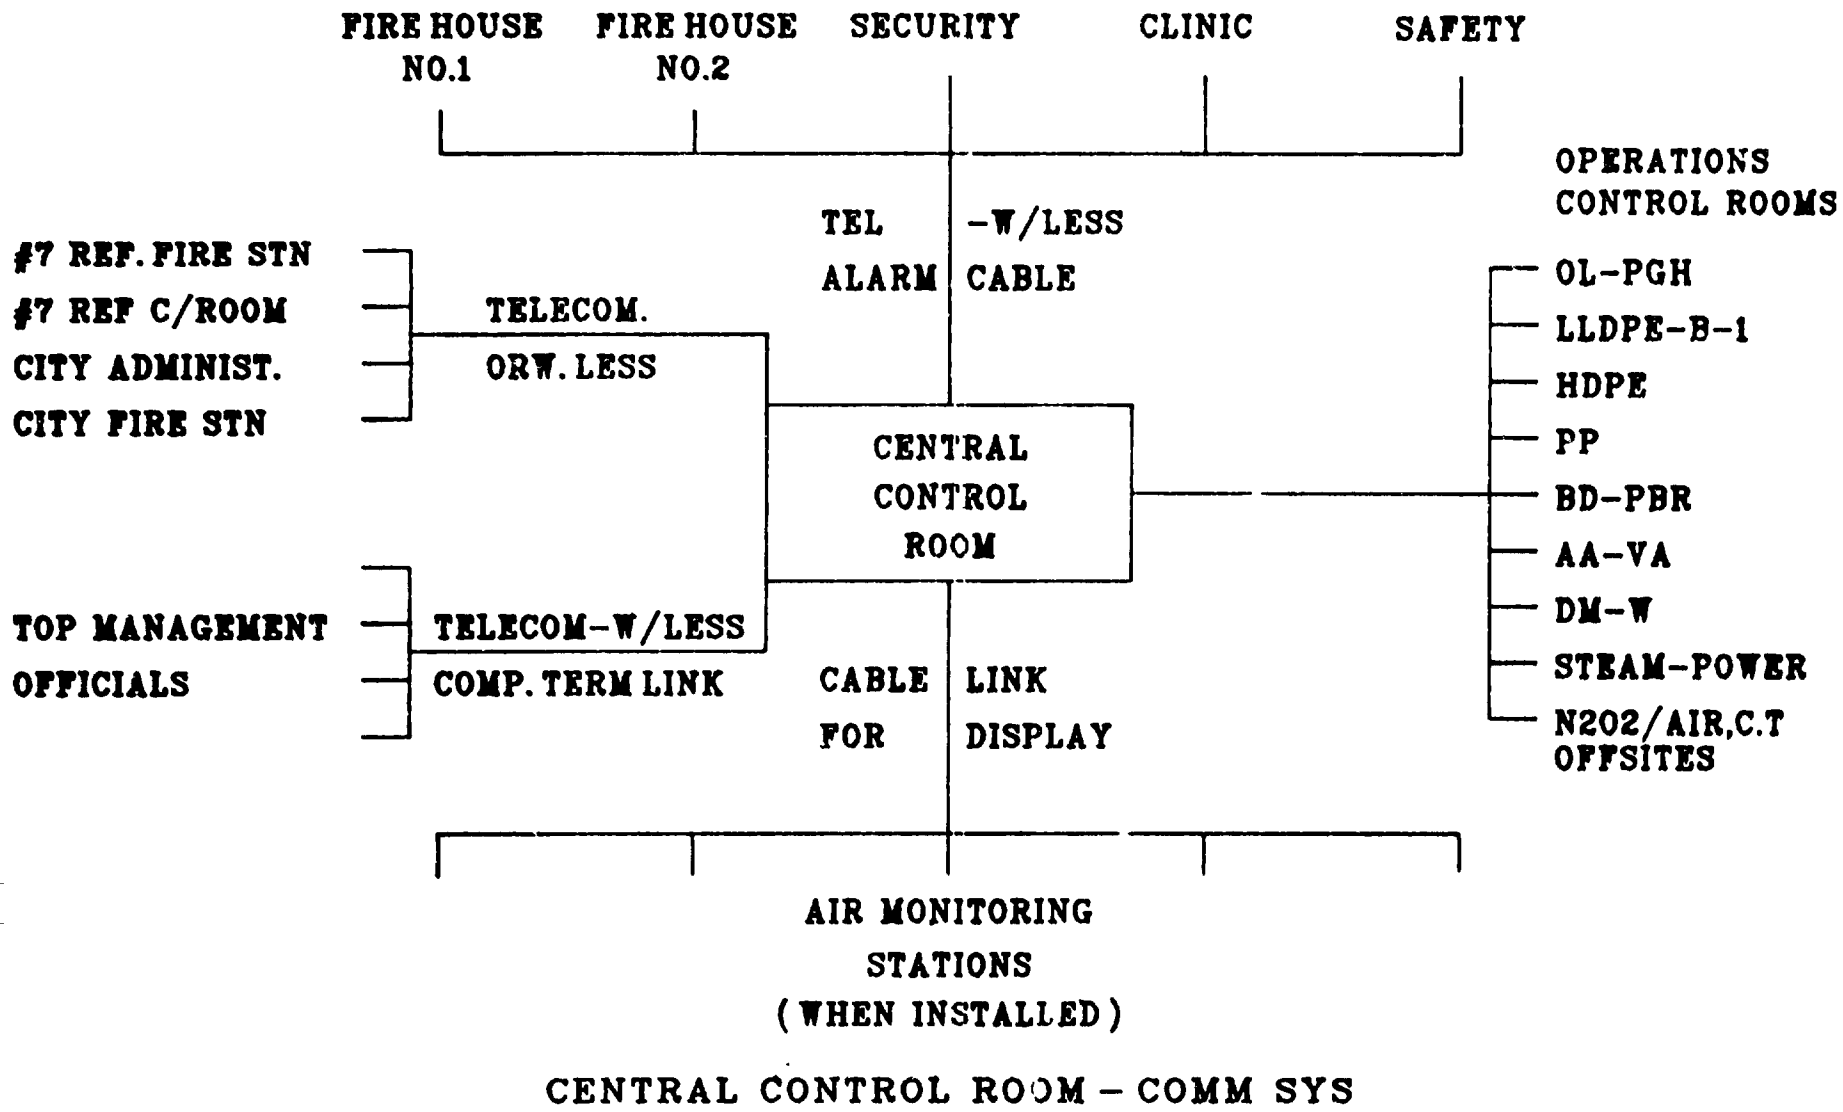 FIRE HOUSE NO.1
FIRE HOUSE NO.2
SECURITY
CLINIC
SAFETY
TEL -W/LESS
ALARM CABLE
OPERATIONS
CONTROL ROOMS
OL-PGH
LLDPE-B-1
HDPE
PP
BD-PBR
AA-VA
DM-W
STEAM-POWER
N202/AIR,C.T
OFFSITES
#7 REF. FIRE STN
#7 REF C/ROOM
CITY ADMINIST.
CITY FIRE STN
TELECOM.
ORW. LESS
CENTRAL
CONTROL
ROOM
TOP MANAGEMENT
OFFICIALS
TELECOM-W/LESS
COMP. TERM LINK
CABLE LINK
FOR DISPLAY
AIR MONITORING
STATIONS
(WHEN INSTALLED)
CENTRAL CONTROL ROOM - COMM SYS